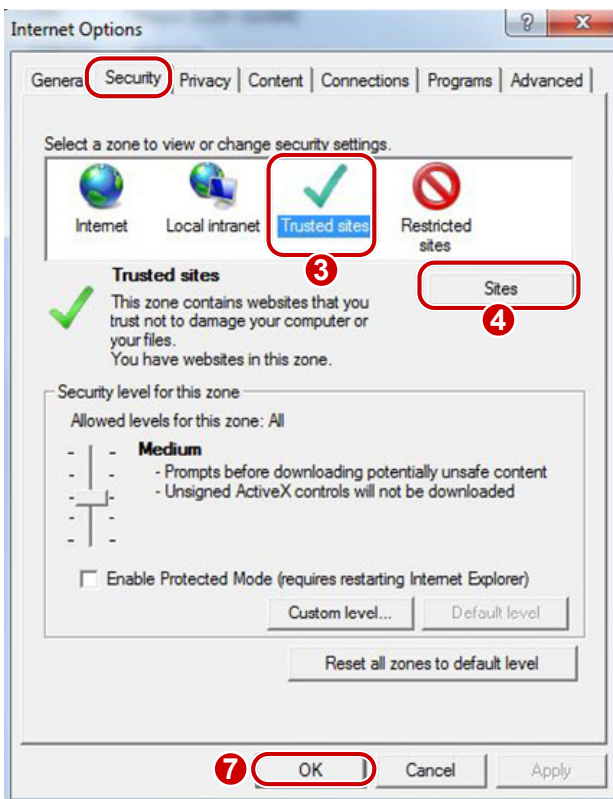 Internet Options
General Security Privacy Content Connections Programs Advanced
Select a zone to view or change security settings.
Internet Local intranet Trusted sites Restricted sites
3
Trusted sites
Sites
4
This zone contains websites that you
trust not to damage your computer or
your files.
You have websites in this zone.
Security level for this zone
Allowed levels for this zone: All
Medium
- Prompts before downloading potentially unsafe content
- Unsigned ActiveX controls will not be downloaded
Enable Protected Mode (requires restarting Internet Explorer)
Custom level... Default level
Reset all zones to default level
7 OK Cancel Apply